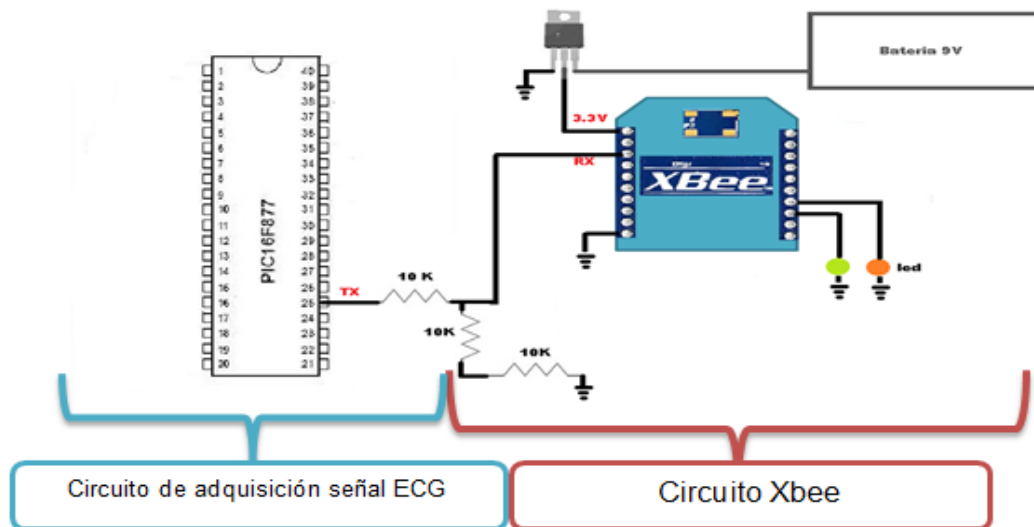 Bateria 9V
3.3V
RX
Digi
XBee
led
1 40
2 39
3 38
4 37
5 36
6 35
7 34
8 33
9 32
10 31
11 30
12 29
13 28
14 27
15 26
16 25
17 24
18 23
19 22
20 21
PIC16F877
TX
10 K
10K
10K
Circuito de adquisición señal ECG
Circuito Xbee